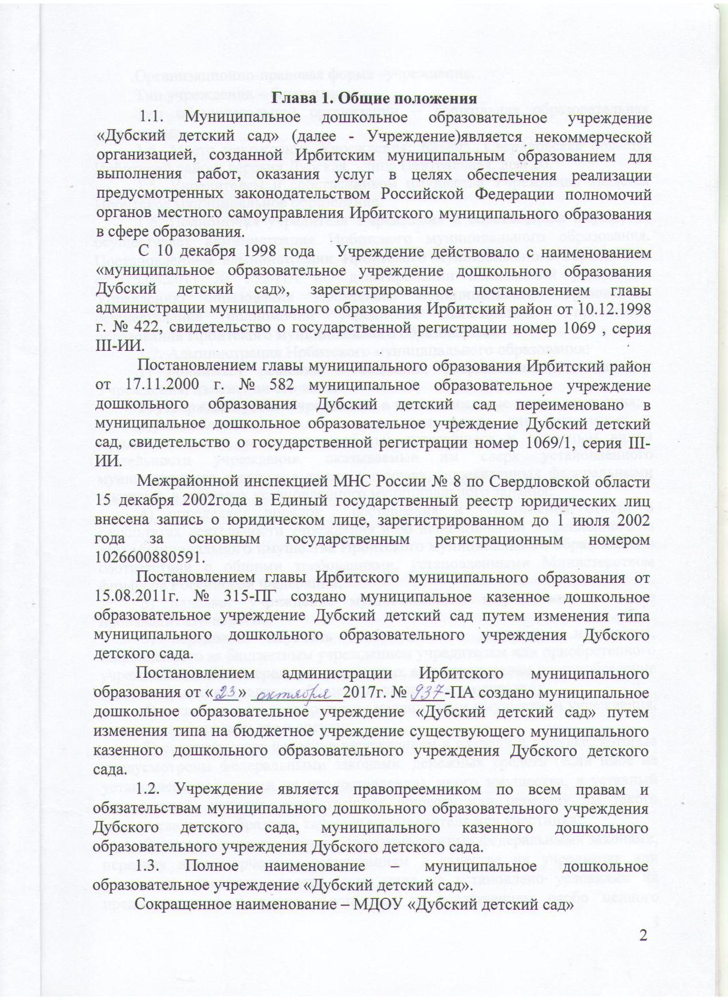 Глава 1. Общие положения
1.1. Муниципальное дошкольное образовательное учреждение
«Дубский детский сад» (далее - Учреждение)является некоммерческой
организацией, созданной Ирбитским муниципальным образованием для
выполнения работ, оказания услуг в целях обеспечения реализации
предусмотренных законодательством Российской Федерации полномочий
органов местного самоуправления Ирбитского муниципального образования
в сфере образования.
С 10 декабря 1998 года Учреждение действовало с наименованием
«муниципальное образовательное учреждение дошкольного образования
Дубский детский сад», зарегистрированное постановлением главы
администрации муниципального образования Ирбитский район от 10.12.1998
г. № 422, свидетельство о государственной регистрации номер 1069 , серия
III-ИИ.
Постановлением главы муниципального образования Ирбитский район
от 17.11.2000 г. № 582 муниципальное образовательное учреждение
дошкольного образования Дубский детский сад переименовано в
муниципальное дошкольное образовательное учреждение Дубский детский
сад, свидетельство о государственной регистрации номер 1069/1, серия III-
ИИ.
Межрайонной инспекцией МНС России № 8 по Свердловской области
15 декабря 2002года в Единый государственный реестр юридических лиц
внесена запись о юридическом лице, зарегистрированном до 1 июля 2002
года за основным государственным регистрационным номером
1026600880591.
Постановлением главы Ирбитского муниципального образования от
15.08.2011г. № 315-ПГ создано муниципальное казенное дошкольное
образовательное учреждение Дубский детский сад путем изменения типа
муниципального дошкольного образовательного учреждения Дубского
детского сада.
Постановлением администрации Ирбитского муниципального
образования от «23» октября 2017г. № 937-ПА создано муниципальное
дошкольное образовательное учреждение «Дубский детский сад» путем
изменения типа на бюджетное учреждение существующего муниципального
казенного дошкольного образовательного учреждения Дубского детского
сада.
1.2. Учреждение является правопреемником по всем правам и
обязательствам муниципального дошкольного образовательного учреждения
Дубского детского сада, муниципального казенного дошкольного
образовательного учреждения Дубского детского сада.
1.3. Полное наименование – муниципальное дошкольное
образовательное учреждение «Дубский детский сад».
Сокращенное наименование – МДОУ «Дубский детский сад»
2